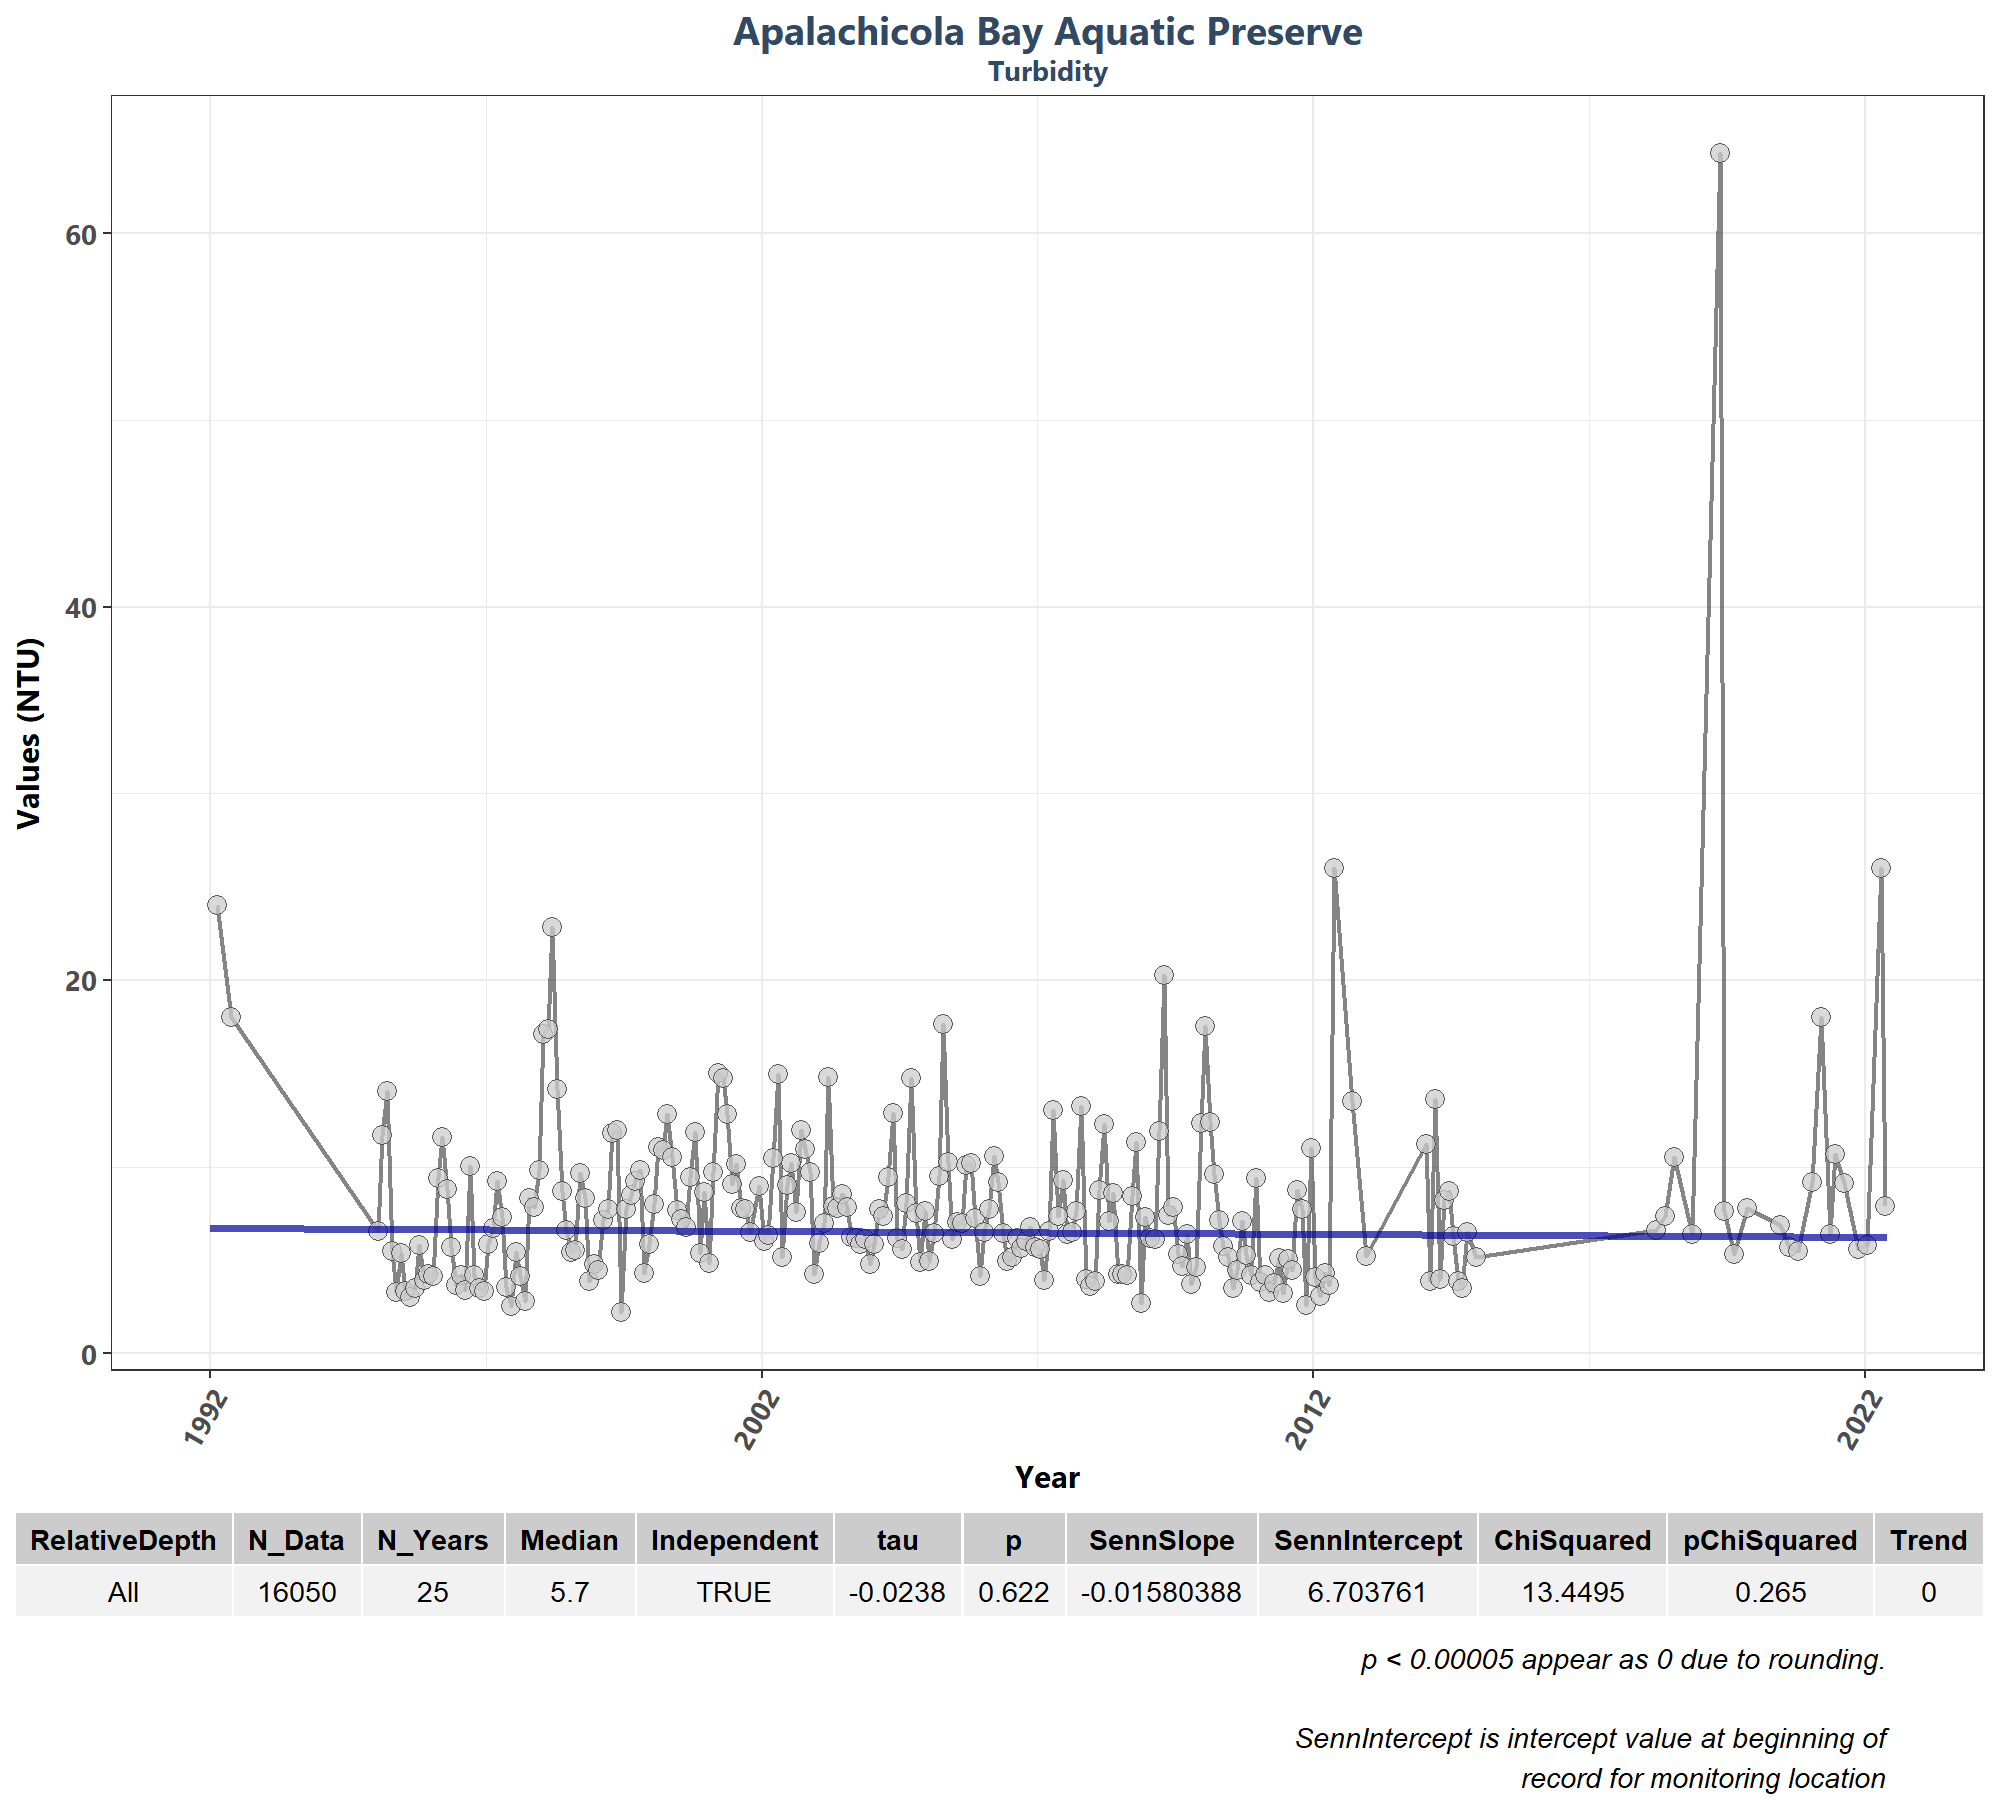 Apalachicola Bay Aquatic Preserve
Turbidity
Values (NTU)
60
40
20
0
1992 2002 2012 2022
Year
RelativeDepth N_Data N_Years Median Independent tau p SennSlope SennIntercept ChiSquared pChiSquared Trend
All 16050 25 5.7 TRUE -0.0238 0.622 -0.01580388 6.703761 13.4495 0.265 0
p < 0.00005 appear as 0 due to rounding.
SennIntercept is intercept value at beginning of
record for monitoring location